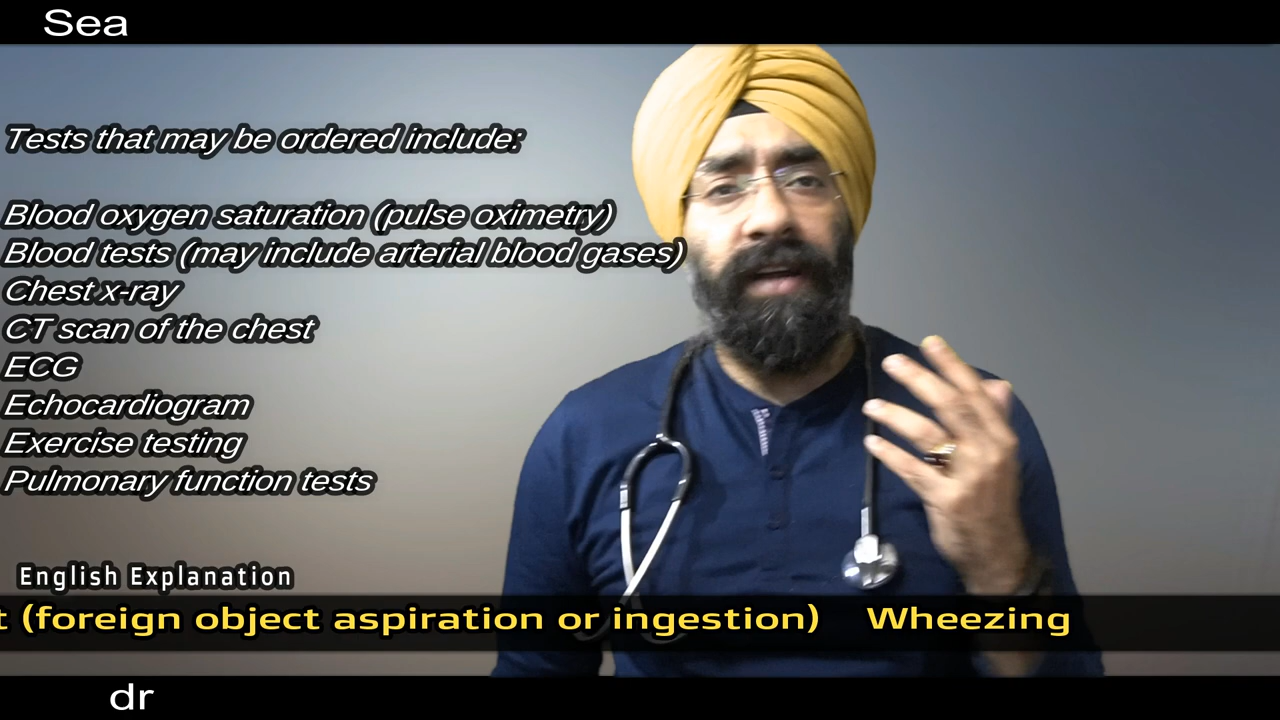 Sea
Tests that may be ordered include:
Blood oxygen saturation (pulse oximetry)
Blood tests (may include arterial blood gases)
Chest x-ray
CT scan of the chest
ECG
Echocardiogram
Exercise testing
Pulmonary function tests
English Explanation
(foreign object aspiration or ingestion) Wheezing
dr